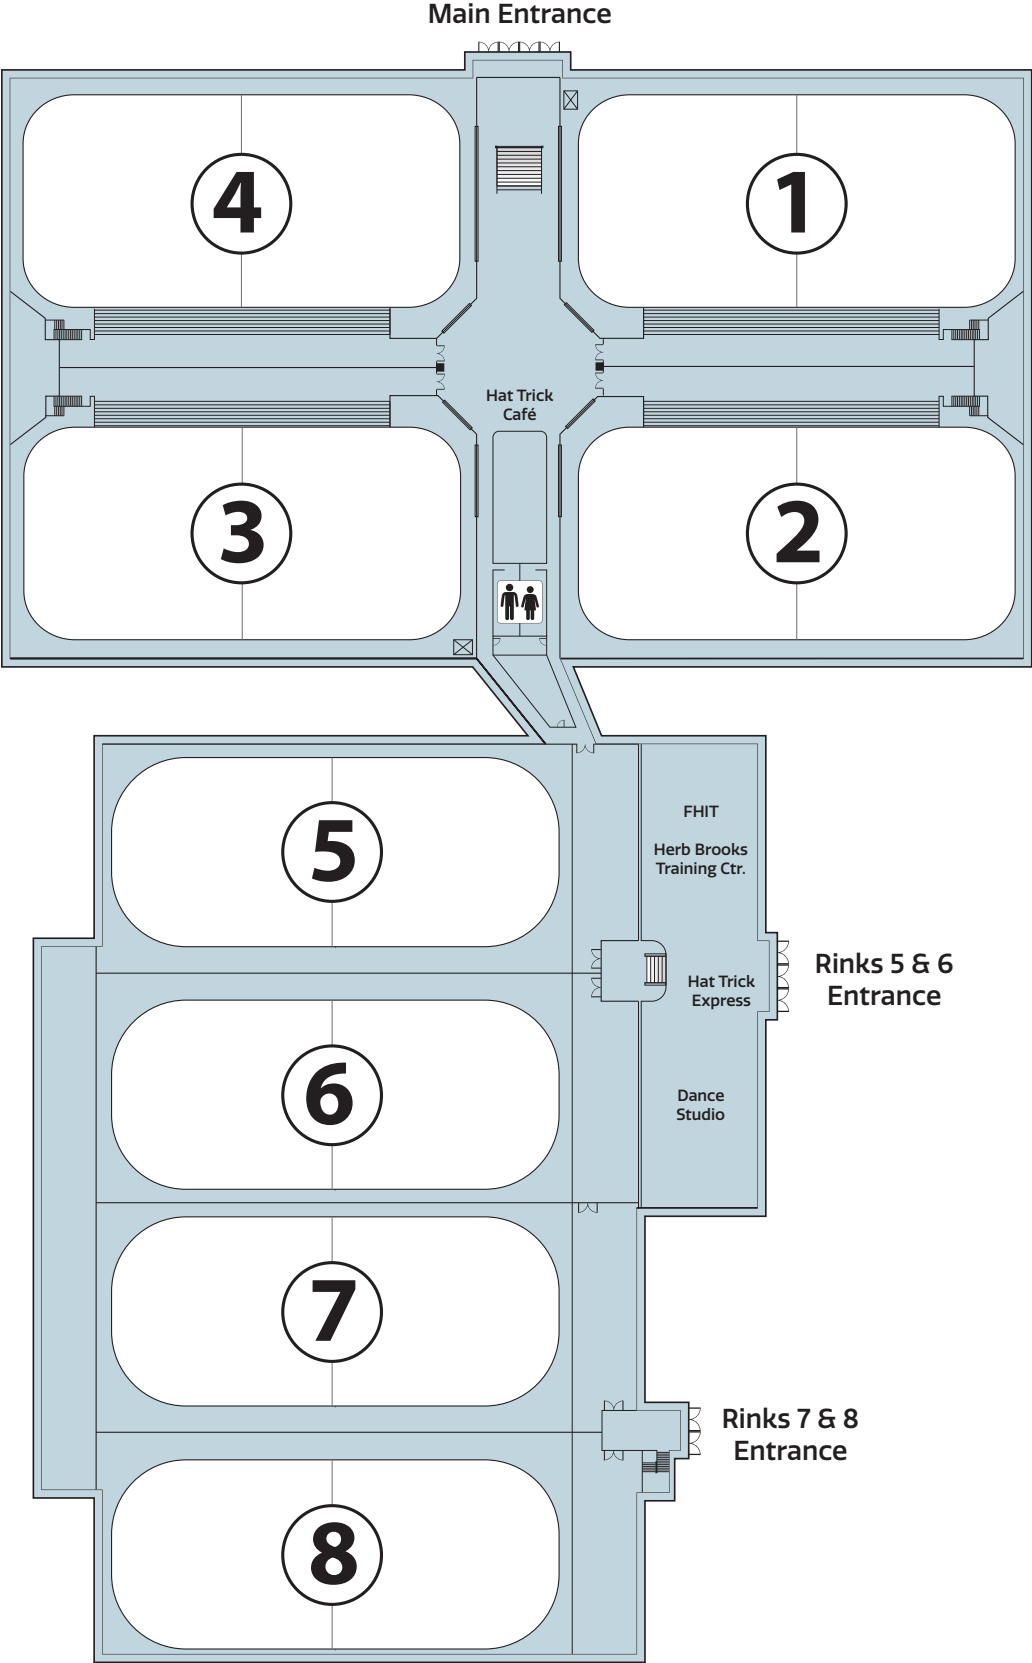 Main Entrance
4
1
Hat Trick
Café
3
2
5
FHIT
Herb Brooks
Training Ctr.
Rinks 5 & 6
Entrance
Hat Trick
Express
6
Dance
Studio
7
Rinks 7 & 8
Entrance
8